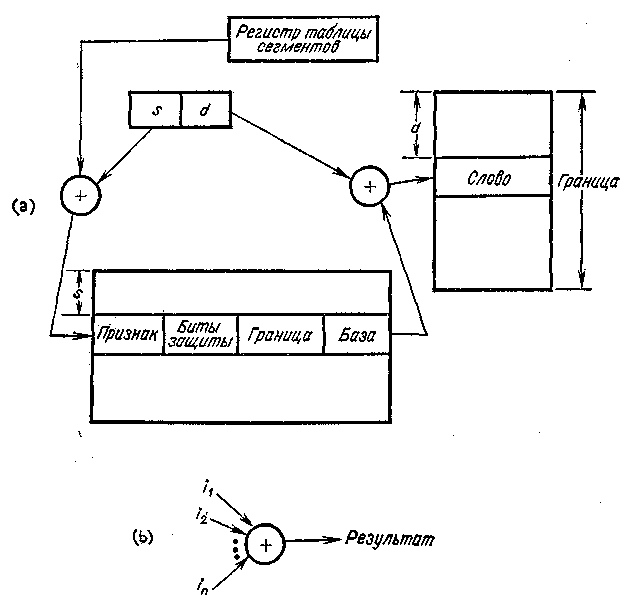 Регистр таблицы
сегментов
s d
d
+
+
Слово
Граница
(a)
s
Признак
Биты
защиты
Граница
База
i₁
i₂
(b)
+
Результат
iₙ